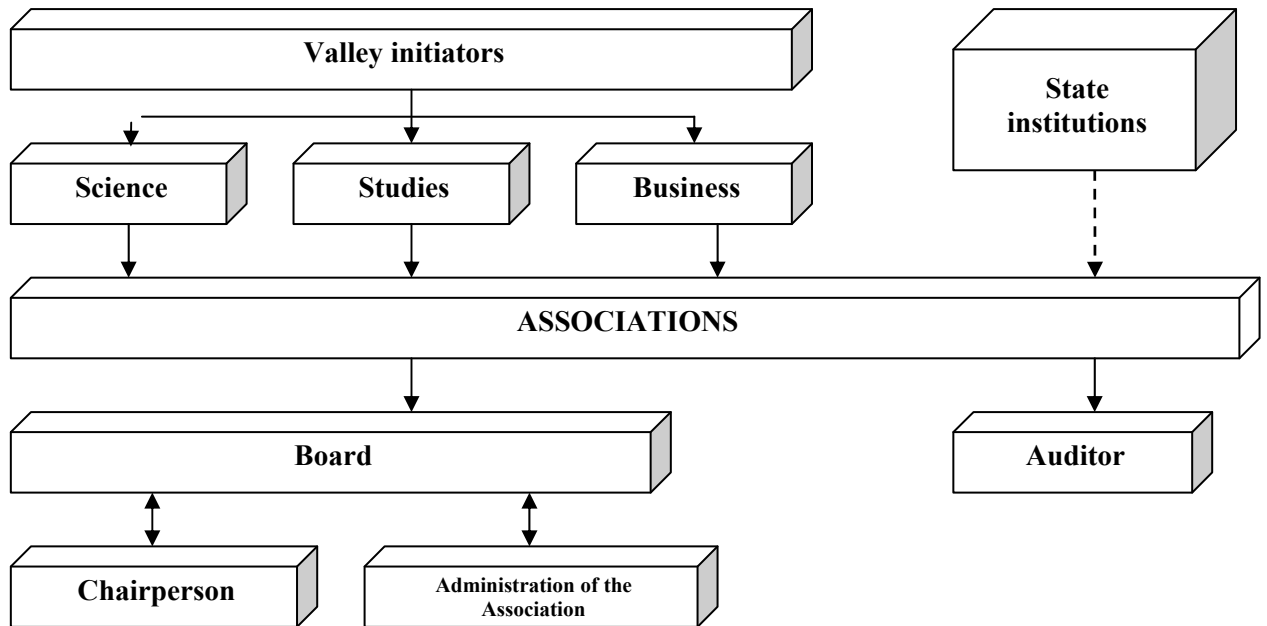 Valley initiators
State
institutions
Science
Studies
Business
ASSOCIATIONS
Board
Auditor
Chairperson
Administration of the
Association